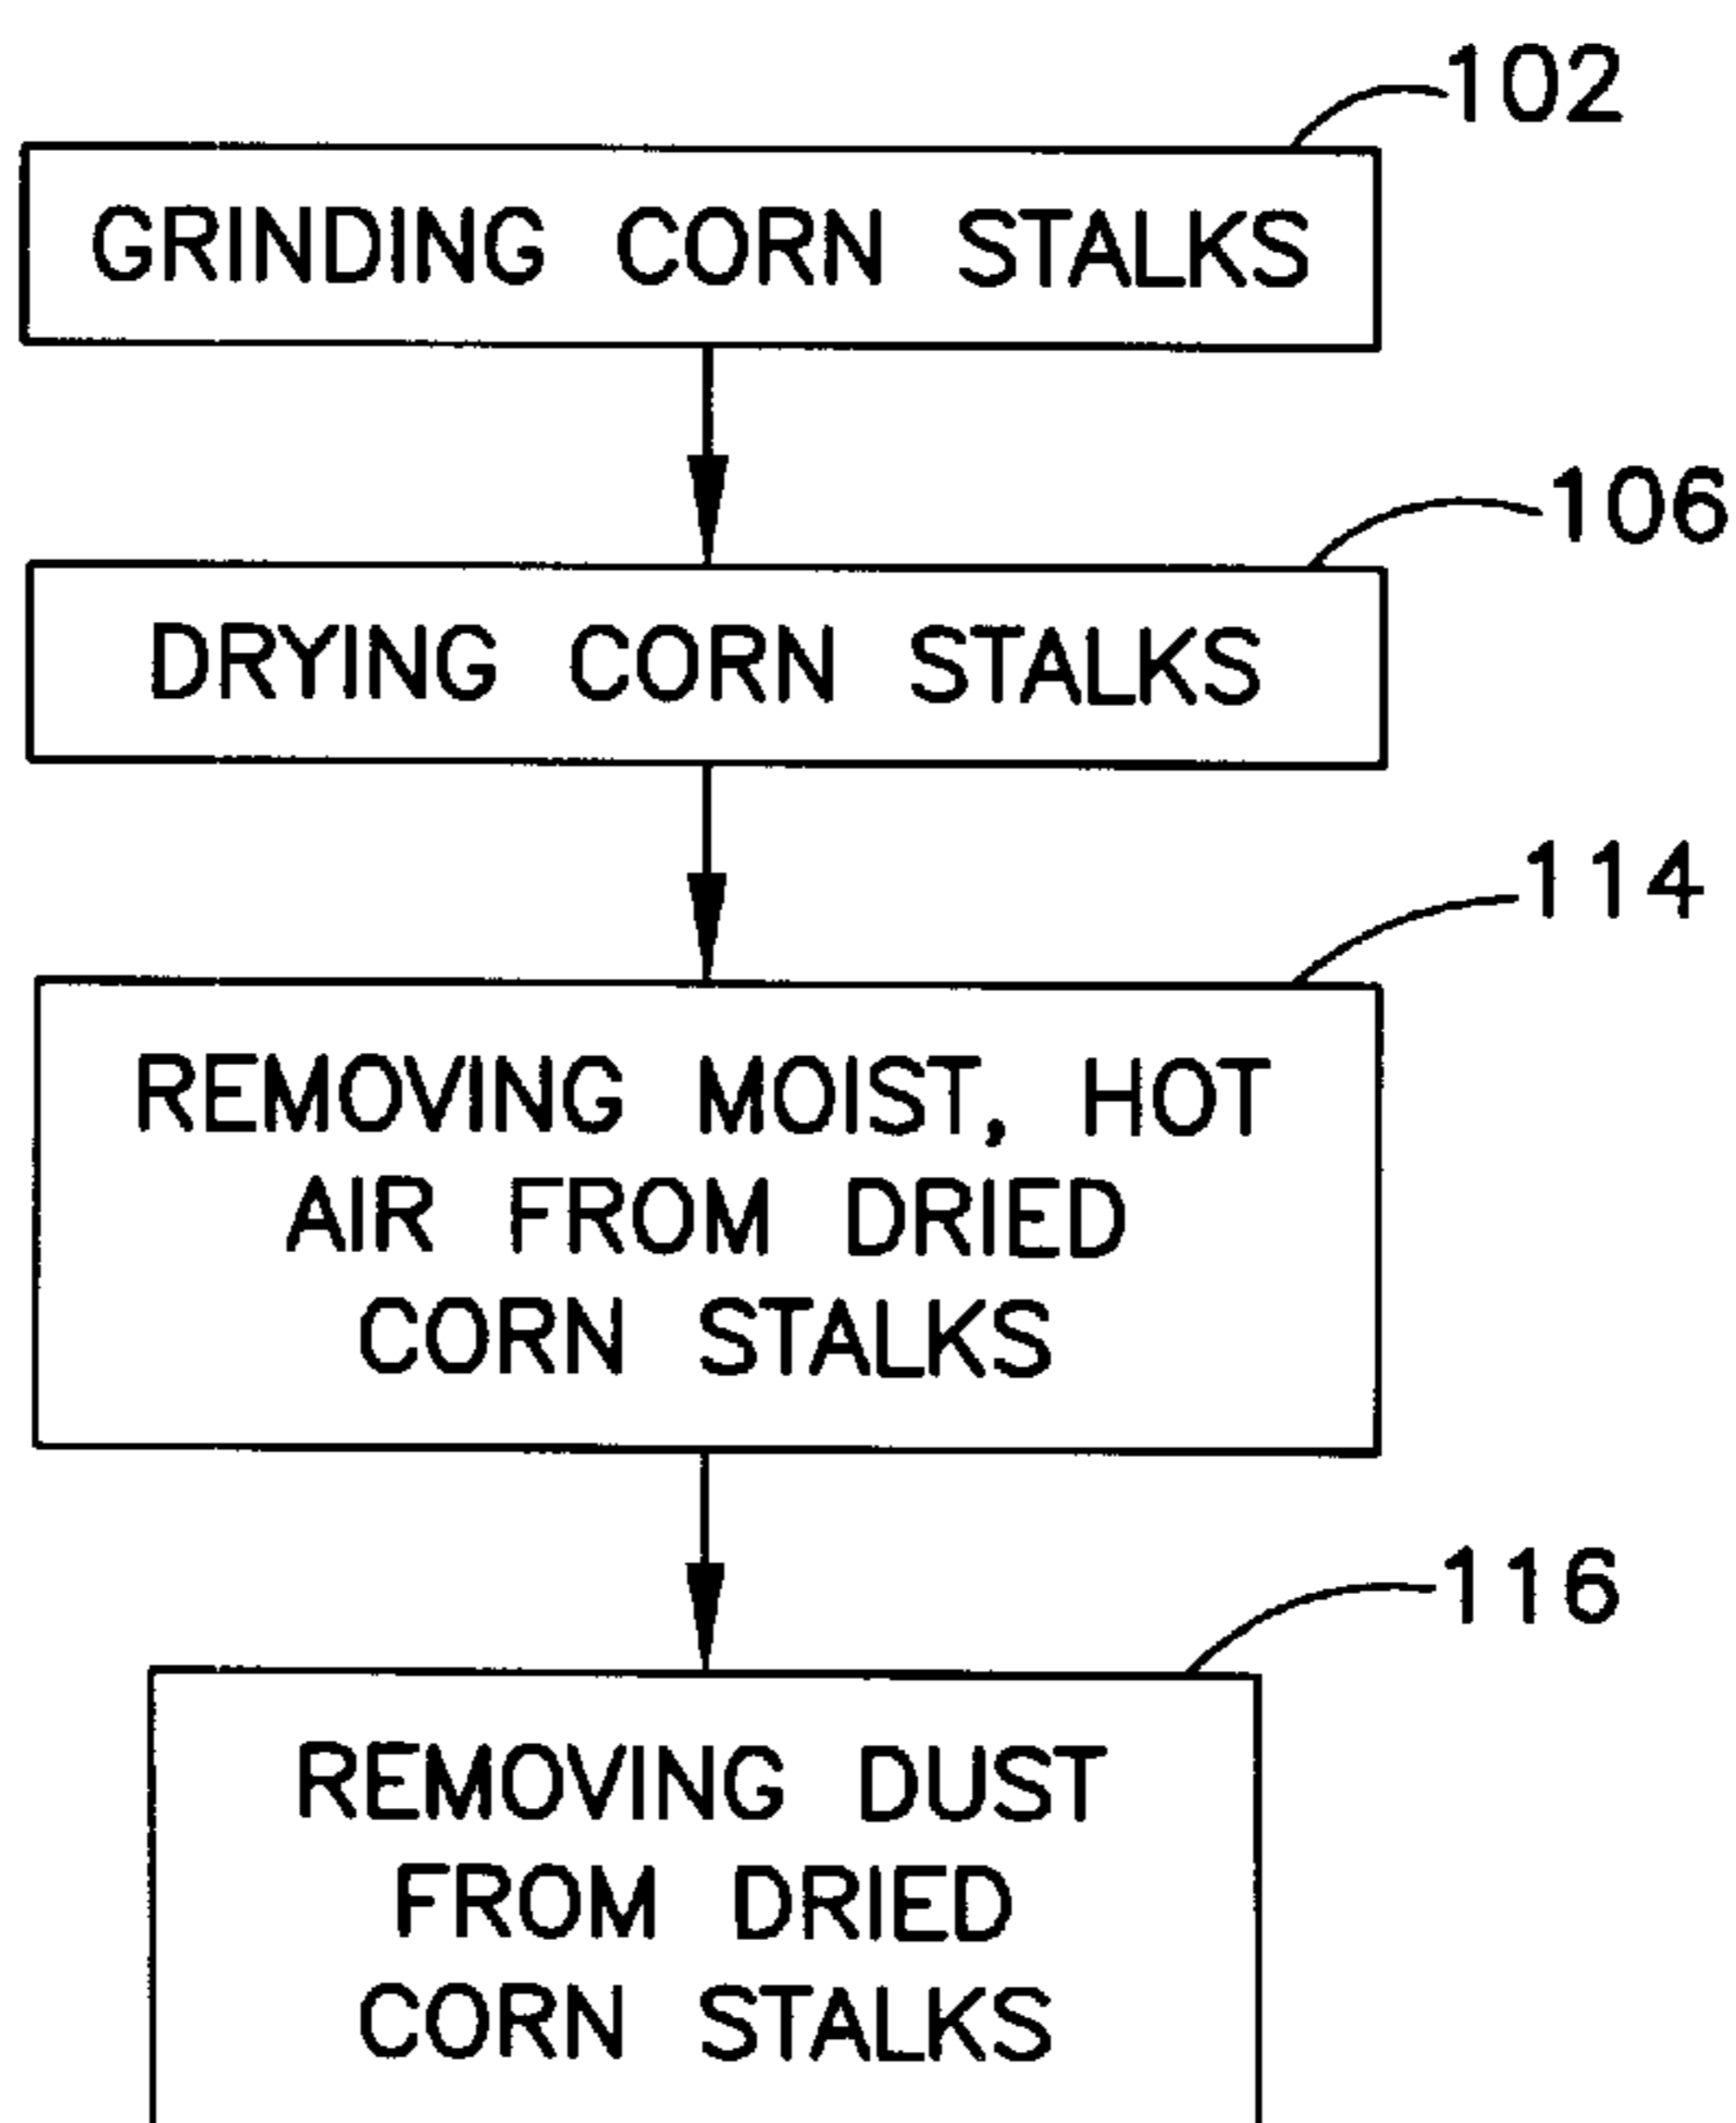 102
GRINDING CORN STALKS
106
DRYING CORN STALKS
114
REMOVING MOIST, HOT
AIR FROM DRIED
CORN STALKS
116
REMOVING DUST
FROM DRIED
CORN STALKS